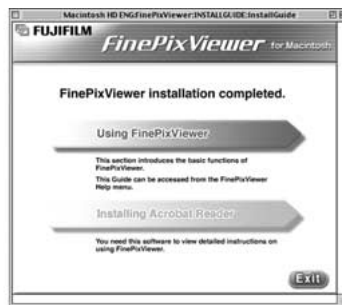 Macintosh HD ENG:FinePixViewer:INSTALLGUIDE:InstallGuide
FUJIFILM
FinePixViewer for Macintosh
FinePixViewer installation completed.
Using FinePixViewer
This section introduces the basic functions of
FinePixViewer.
This Guide can be accessed from the FinePixViewer
Help menu.
Installing Acrobat Reader
You need this software to view detailed instructions on
using FinePixViewer.
Exit